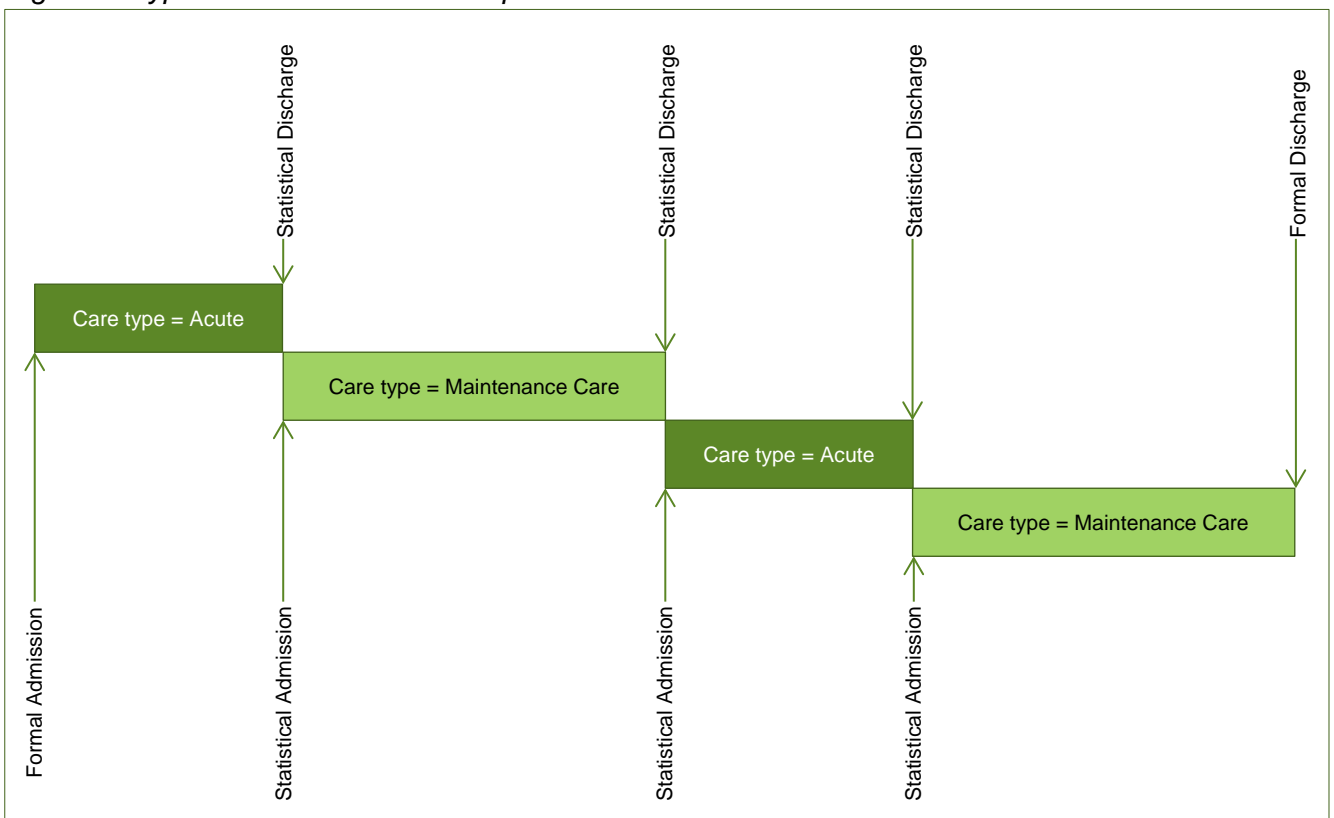 Statistical Discharge
Statistical Discharge
Statistical Discharge
Formal Discharge
Care type = Acute
Care type = Maintenance Care
Care type = Acute
Care type = Maintenance Care
Formal Admission
Statistical Admission
Statistical Admission
Statistical Admission